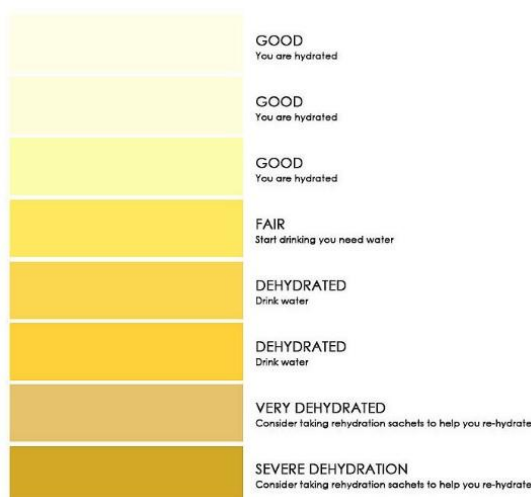 GOOD
You are hydrated
GOOD
You are hydrated
GOOD
You are hydrated
FAIR
Start drinking you need water
DEHYDRATED
Drink water
DEHYDRATED
Drink water
VERY DEHYDRATED
Consider taking rehydration sachets to help you re-hydrate
SEVERE DEHYDRATION
Consider taking rehydration sachets to help you re-hydrate